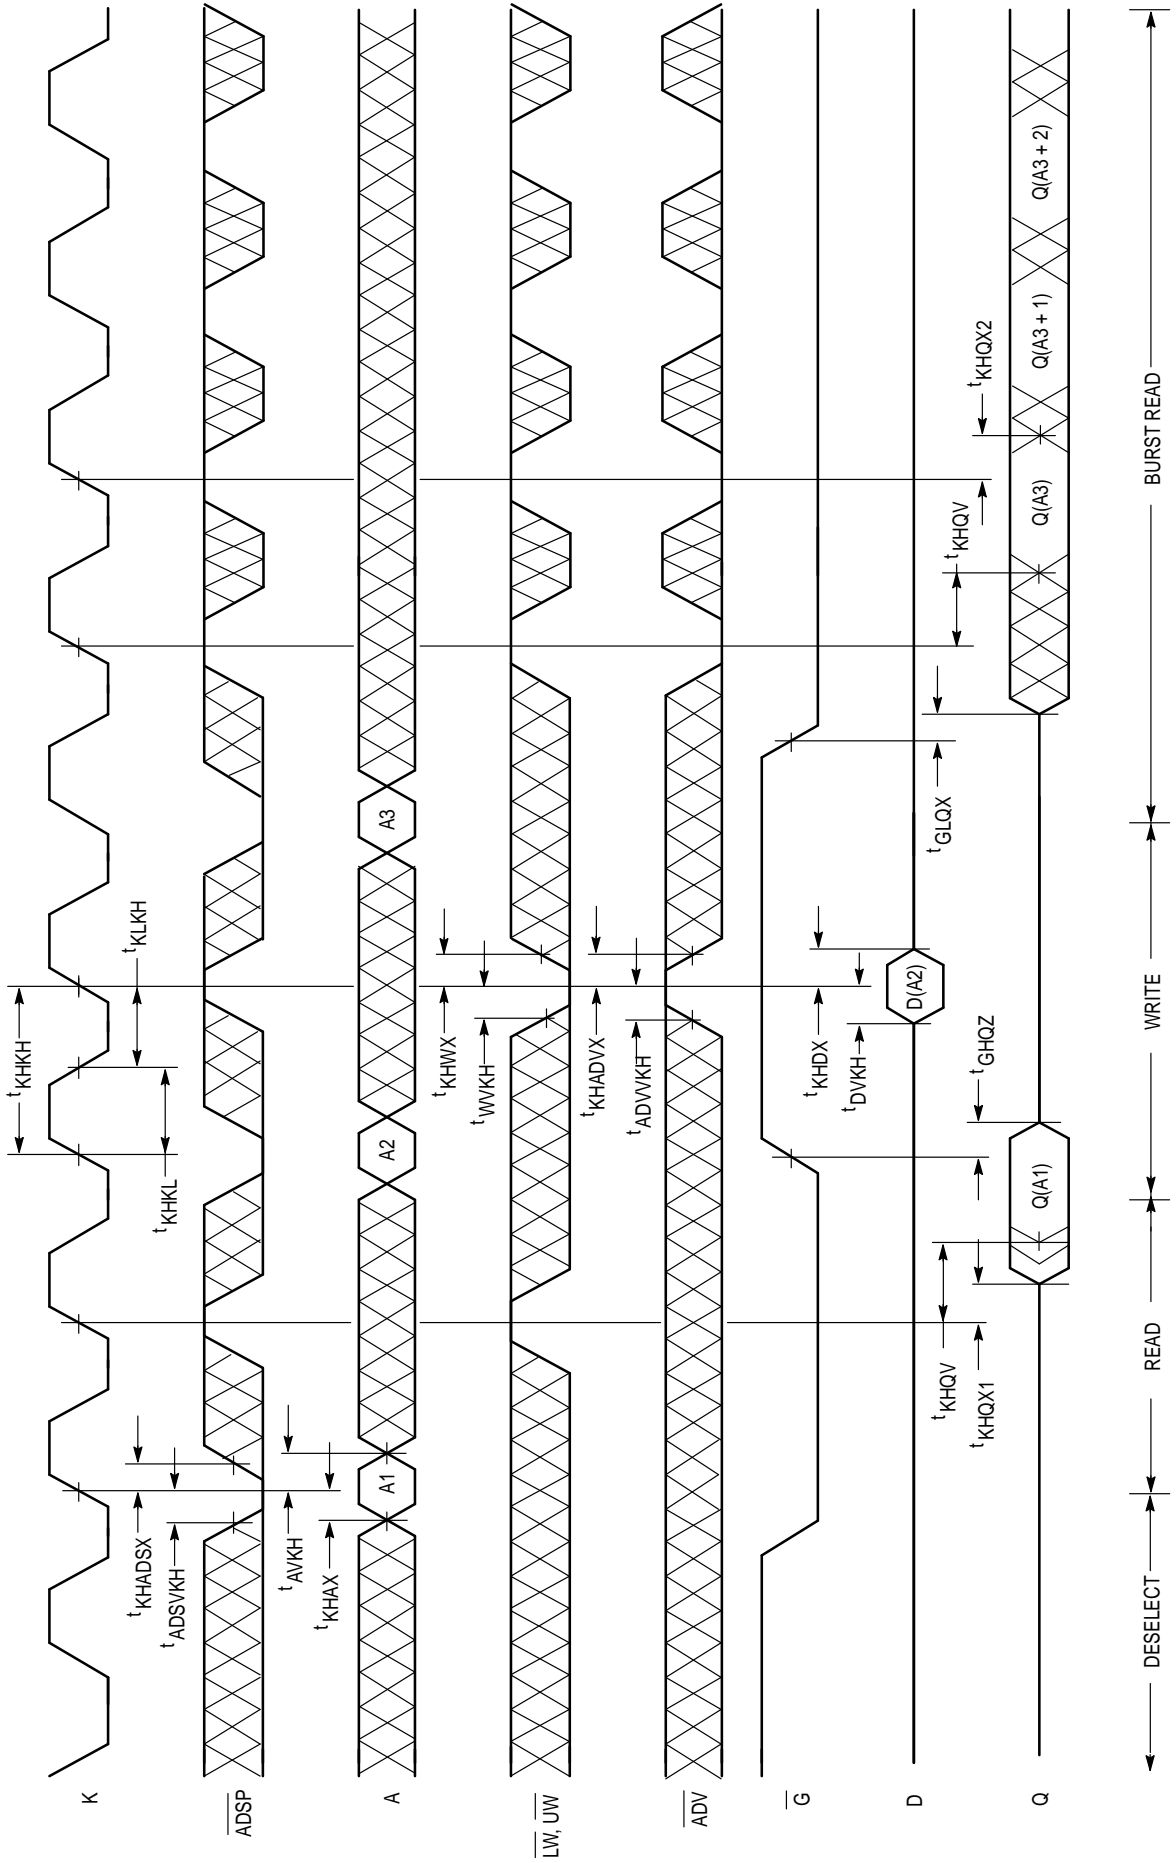 K
ADSP
A
LW, UW
ADV
G
D
Q
tKHKH
tKHKL
tKLKH
tKHADSX
tADSVKH
tAVKH
tKHAX
A1
A2
A3
tKHWX
tWVKH
tKHADVX
tADVVKH
tKHDX
tDVKH
D(A2)
tGLQX
tGHQZ
tKHQV
tKHQX1
tKHQV
tKHQX2
Q(A1)
Q(A3)
Q(A3 + 1)
Q(A3 + 2)
DESELECT
READ
WRITE
BURST READ